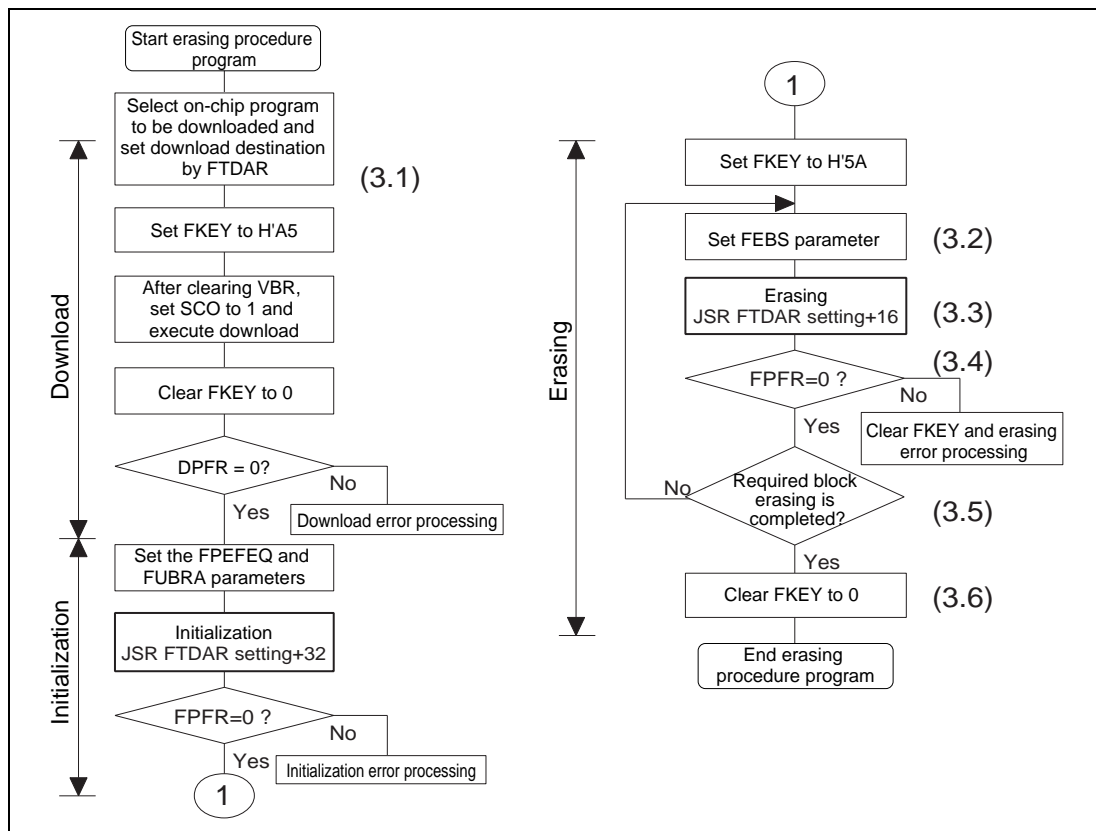 Start erasing procedure
program
Select on-chip program
to be downloaded and
set download destination
by FTDAR
(3.1)
Set FKEY to H'A5
After clearing VBR,
set SCO to 1 and
execute download
Clear FKEY to 0
DPFR = 0?
No
Yes
Download error processing
Download
Set the FPEFEQ and
FUBRA parameters
Initialization
JSR FTDAR setting+32
FPFR=0 ?
No
Yes
Initialization error processing
Initialization
1
1
Set FKEY to H'5A
Set FEBS parameter
(3.2)
Erasing
JSR FTDAR setting+16
(3.3)
(3.4)
FPFR=0 ?
No
Yes
Clear FKEY and erasing
error processing
Erasing
Required block
erasing is
completed?
No
(3.5)
Yes
Clear FKEY to 0
(3.6)
End erasing
procedure program